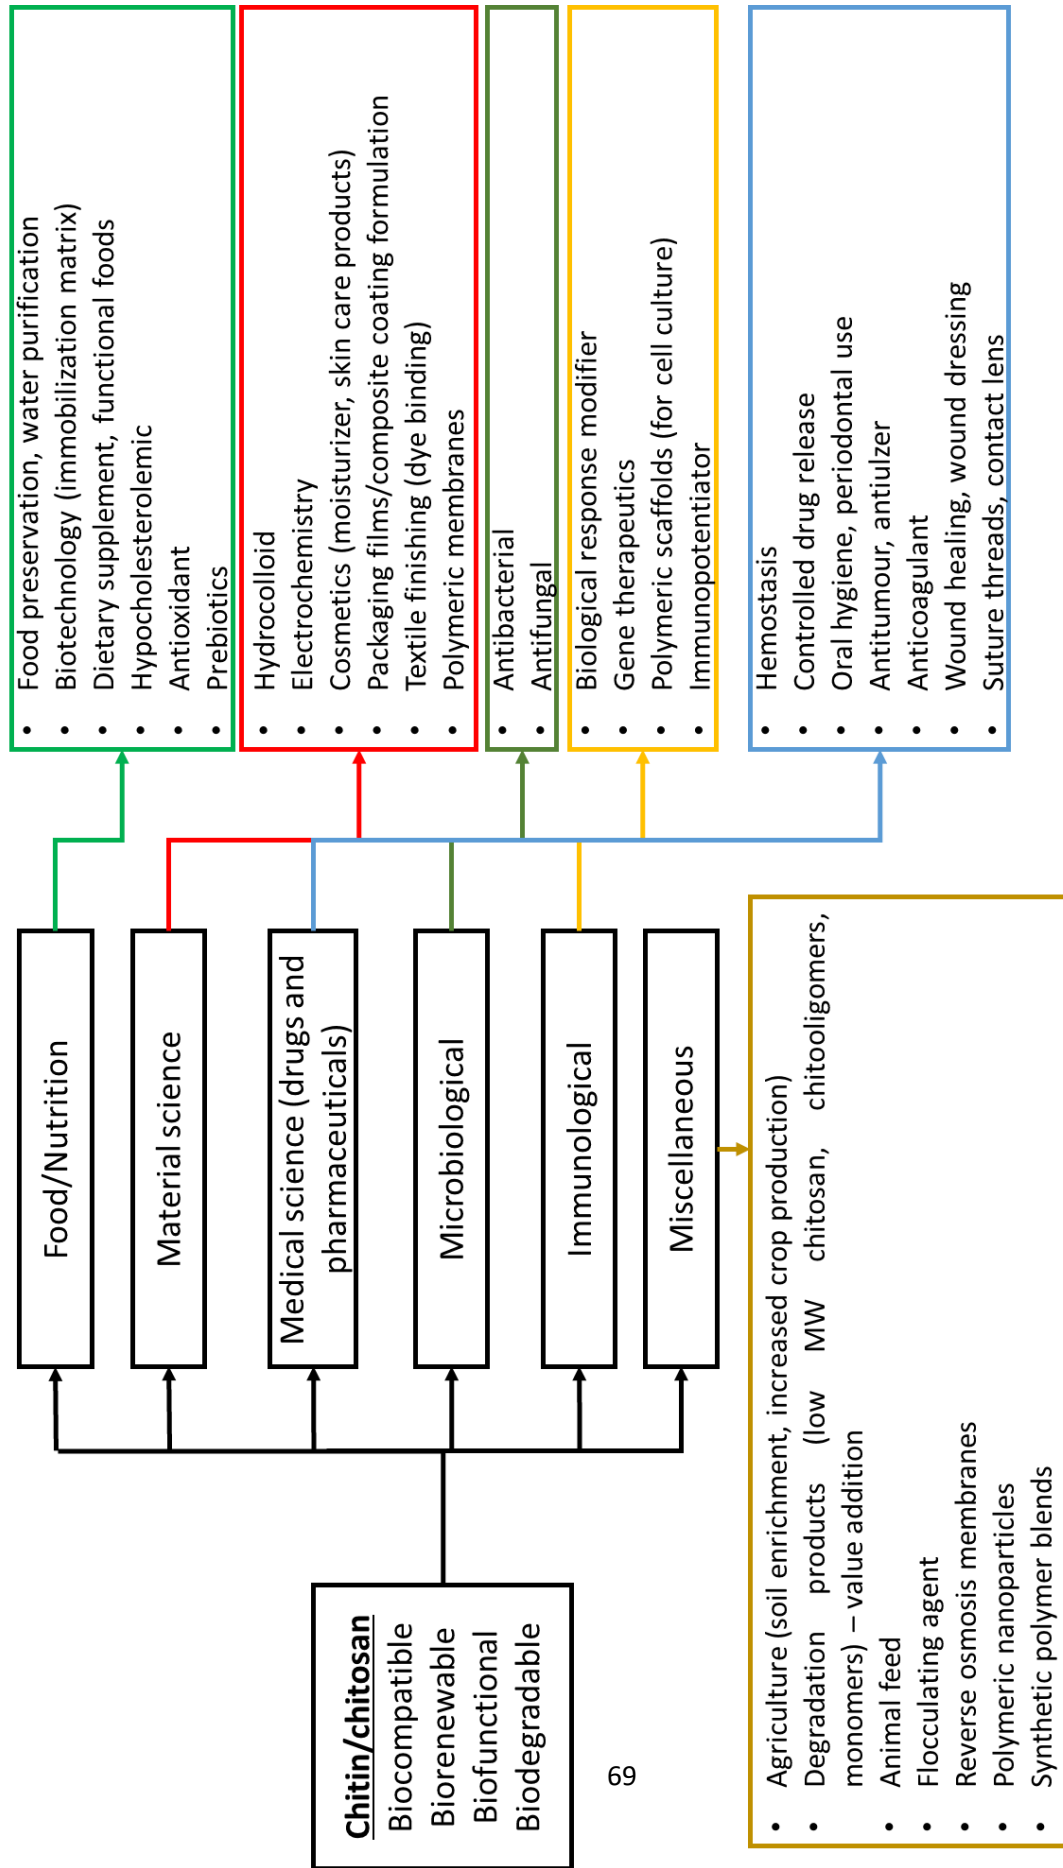 Chitin/chitosan
Biocompatible
Biorenewable
Biofunctional
Biodegradable
Food/Nutrition
Material science
Medical science (drugs and
pharmaceuticals)
Microbiological
Immunological
Miscellaneous
• Food preservation, water purification
• Biotechnology (immobilization matrix)
• Dietary supplement, functional foods
• Hypocholesterolemic
• Antioxidant
• Prebiotics
• Hydrocolloid
• Electrochemistry
• Cosmetics (moisturizer, skin care products)
• Packaging films/composite coating formulation
• Textile finishing (dye binding)
• Polymeric membranes
• Antibacterial
• Antifungal
• Biological response modifier
• Gene therapeutics
• Polymeric scaffolds (for cell culture)
• Immunopotentiator
• Hemostasis
• Controlled drug release
• Oral hygiene, periodontal use
• Antitumour, antiulzer
• Anticoagulant
• Wound healing, wound dressing
• Suture threads, contact lens
• Agriculture (soil enrichment, increased crop production)
• Degradation products (low MW chitosan, chitooligomers,
monomers) – value addition
• Animal feed
• Flocculating agent
• Reverse osmosis membranes
• Polymeric nanoparticles
• Synthetic polymer blends
69